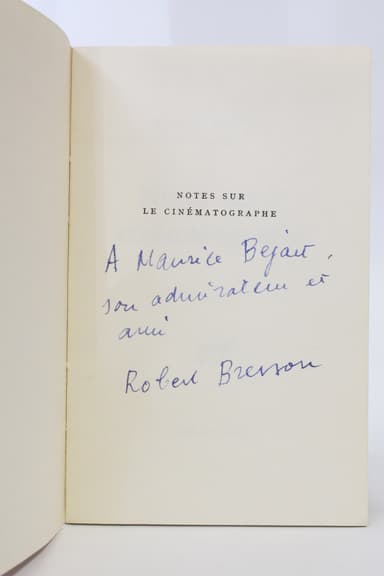 NOTES SUR
LE CINÉMATOGRAPHE
A Maurice Béjart,
son admirateur et
ami
Robert Bresson